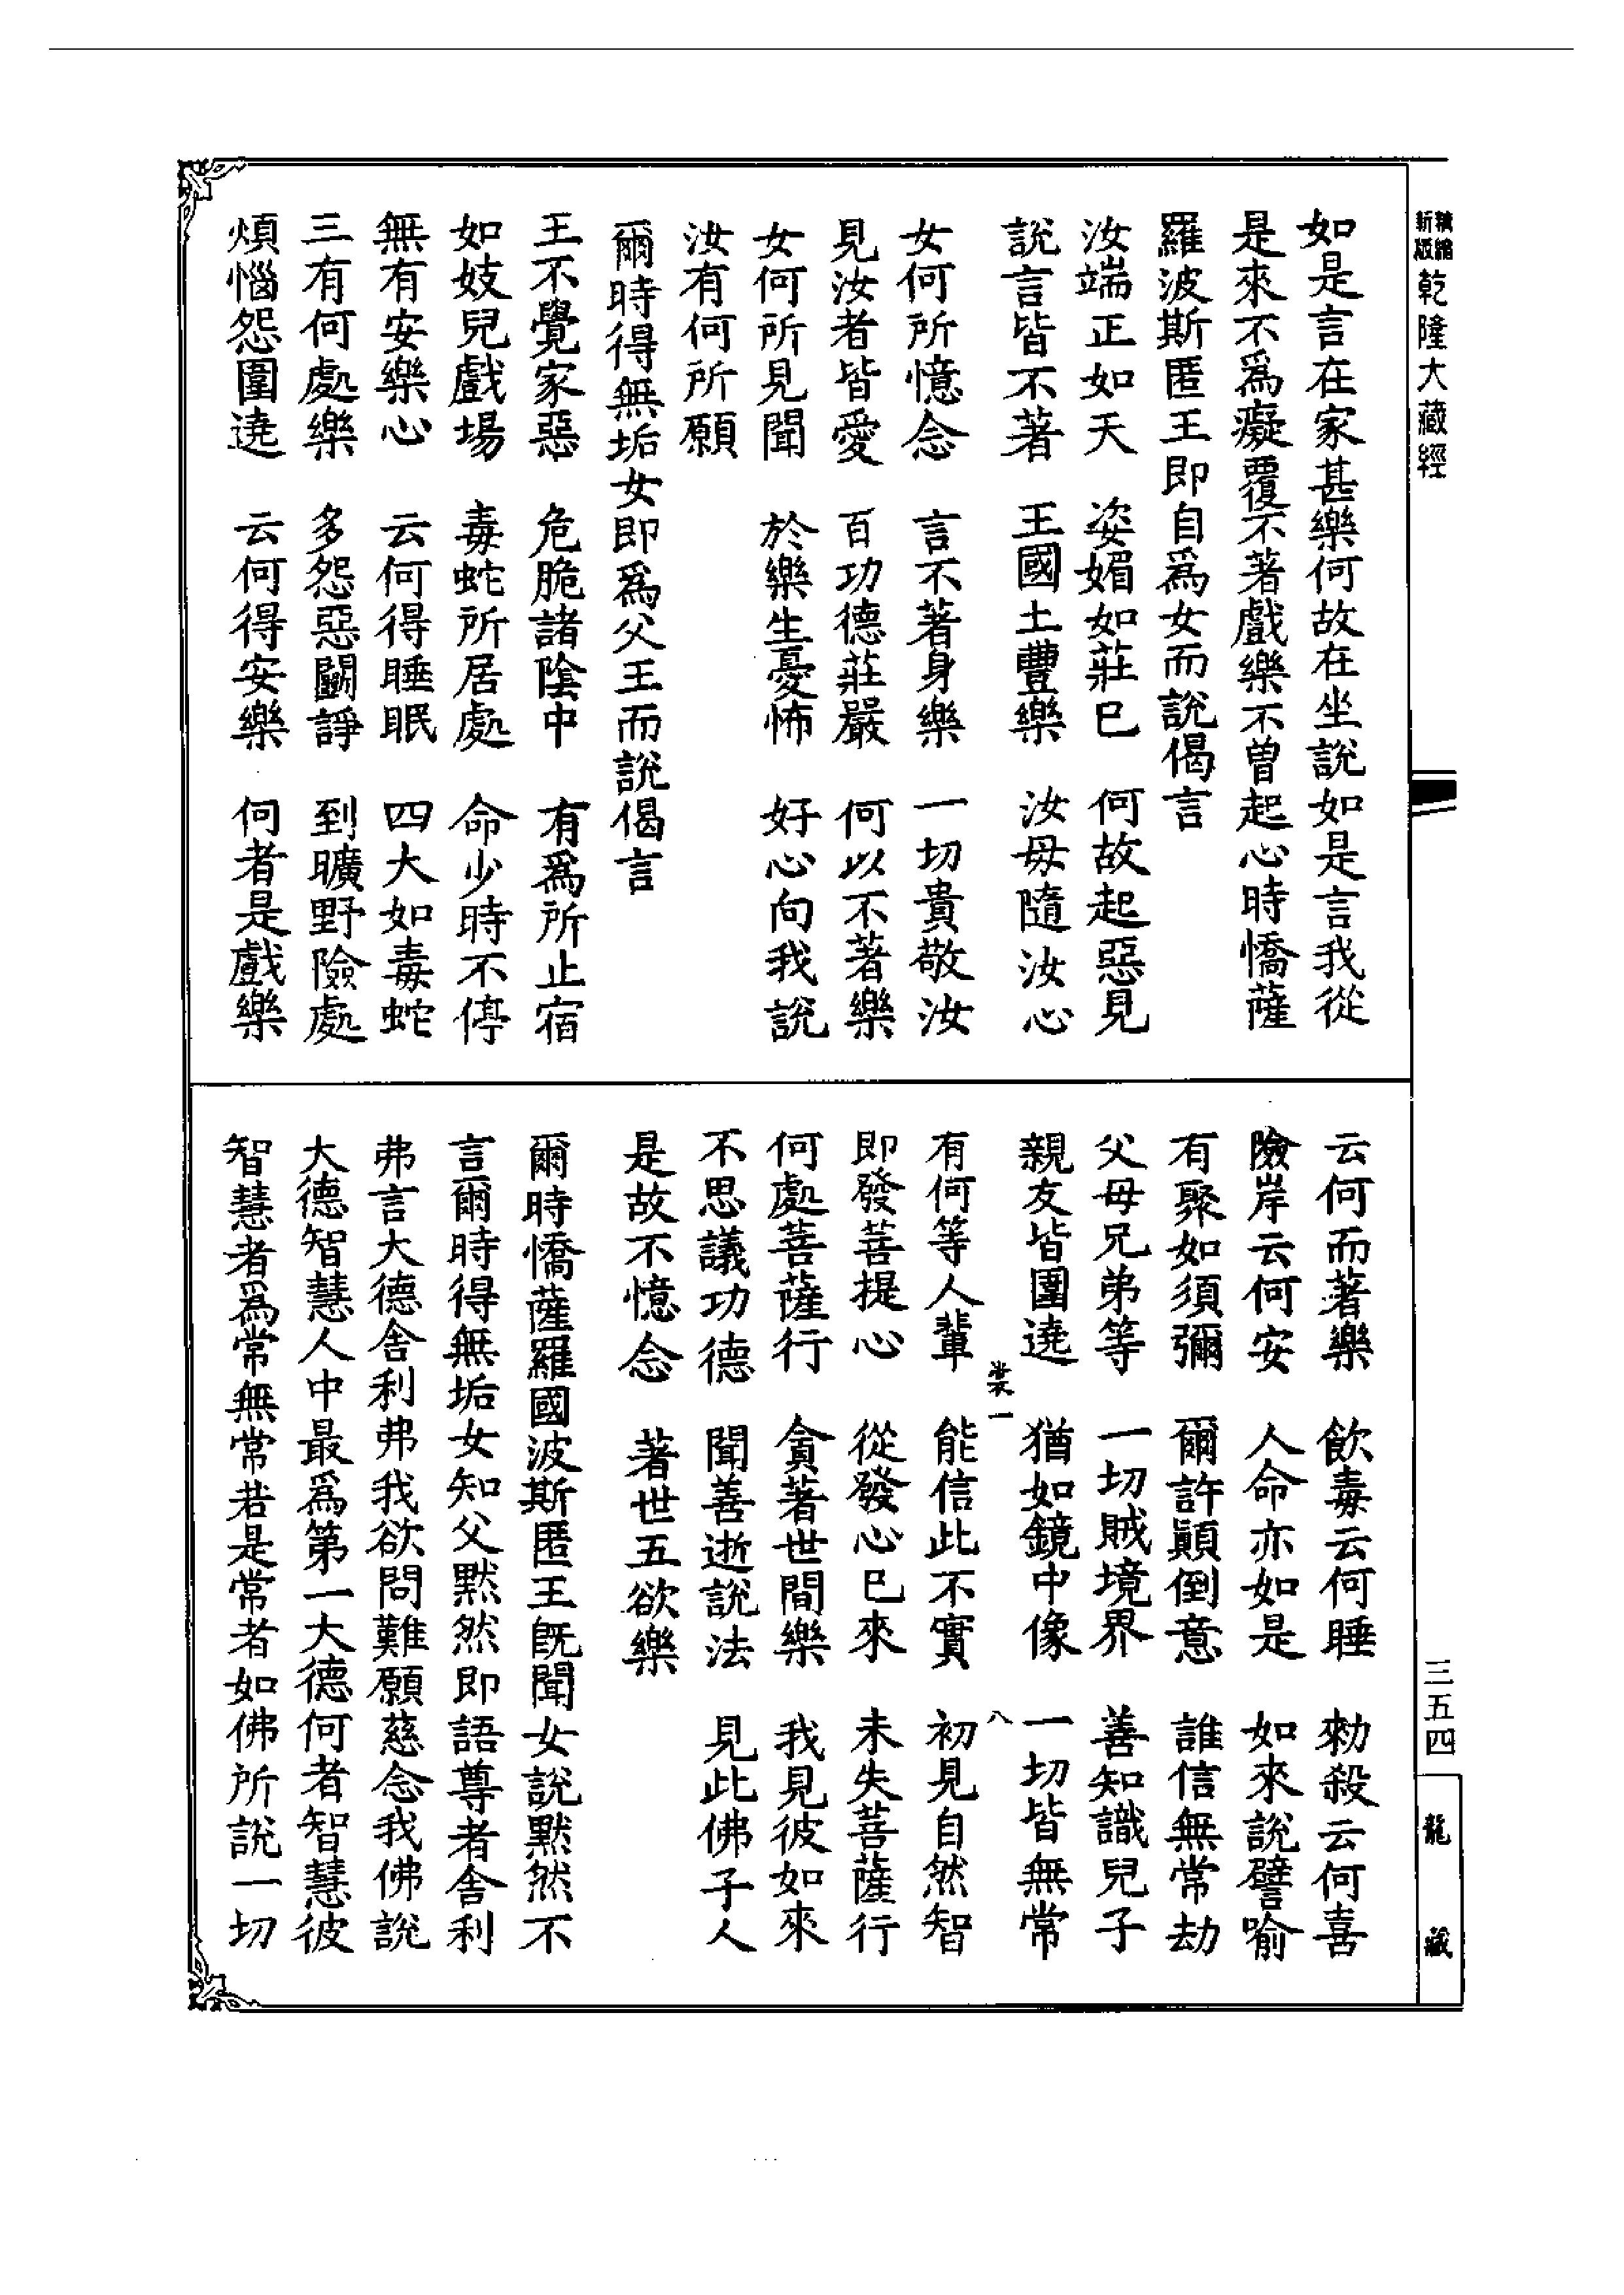 精縮新版乾隆大藏經
如是言在家甚樂何故在坐說如是言我從
是來不爲癡覆不著戲樂不曽起心時憍薩
羅波斯匿王即自爲女而說偈言
汝端正如天　姿媚如莊巳　何故起惡見
說言皆不著　王國土豐樂　汝母隨汝心
女何所憶念　言不著身樂　一切貴敬汝
見汝者皆愛　百功德莊嚴　何以不著樂
女何所見聞　於樂生憂怖　好心向我說
汝有何所願
爾時得無垢女即爲父王而說偈言
王不覺家惡　危脆諸陰中　有爲所止宿
如妓兒戲場　毒蛇所居處　命少時不停
無有安樂心　云何得睡眠　四大如毒蛇
三有何處樂　多怨惡鬬諍　到曠野險處
煩惱怨圍遶　云何得安樂　何者是戲樂
云何而著樂　飲毒云何睡　勑殺云何喜
險岸云何安　人命亦如是　如來說譬喻
有聚如須彌　爾許顛倒意　誰信無常劫
父母兄弟等　一切賊境界　善知識兒子
親友皆圍遶　猶如鏡中像　一切皆無常
裳一　八
有何等人輩　能信此不實　初見自然智
即發菩提心　從發心巳來　未失菩薩行
何處菩薩行　貪著世間樂　我見彼如來
不思議功德　聞善逝說法　見此佛子人
是故不憶念　著世五欲樂
爾時憍薩羅國波斯匿王旣聞女說默然不
言爾時得無垢女知父默然即語尊者舍利
弗言大德舍利弗我欲問難願慈念我佛說
大德智慧人中最爲第一大德何者智慧彼
智慧者爲常無常若是常者如佛所說一切
三五四
龍藏